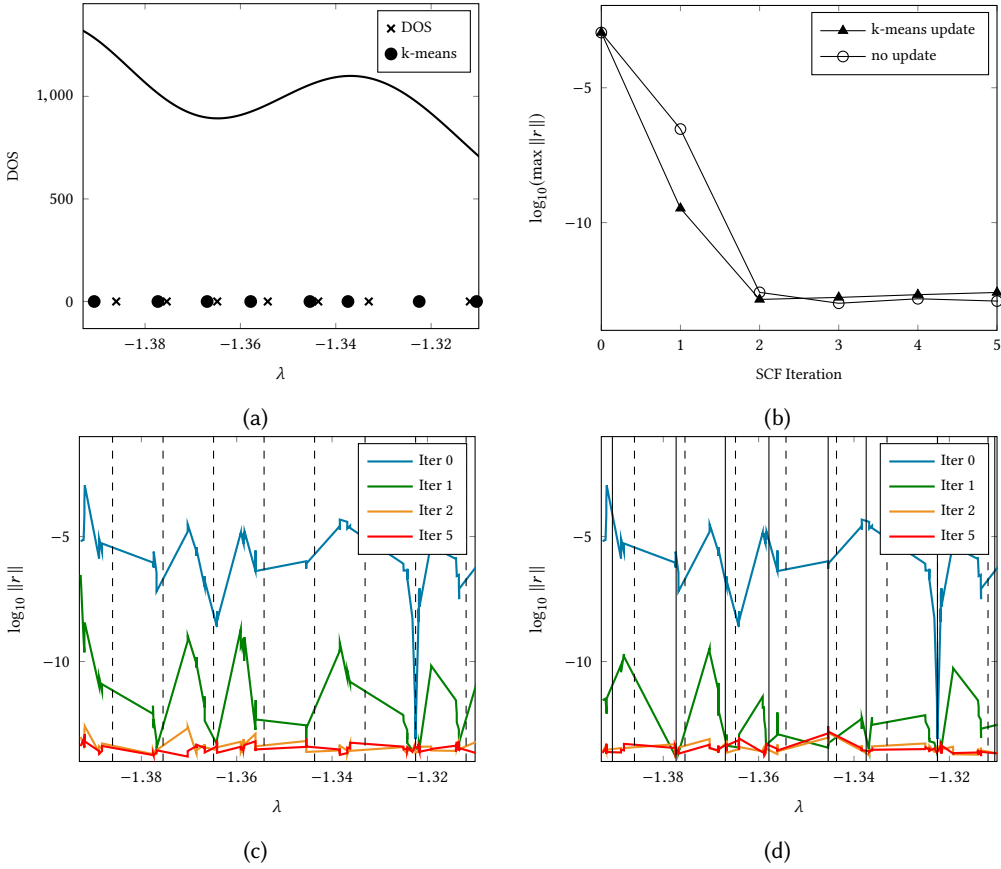 DOS
k-means
1,000
500
0
DOS
−1.38
−1.36
−1.34
−1.32
λ
(a)
k-means update
no update
−5
−10
log₁₀(max ||r||)
0
1
2
3
4
5
SCF Iteration
(b)
Iter 0
Iter 1
Iter 2
Iter 5
−5
−10
log₁₀ ||r||
−1.38
−1.36
−1.34
−1.32
λ
(c)
Iter 0
Iter 1
Iter 2
Iter 5
−5
−10
log₁₀ ||r||
−1.38
−1.36
−1.34
−1.32
λ
(d)